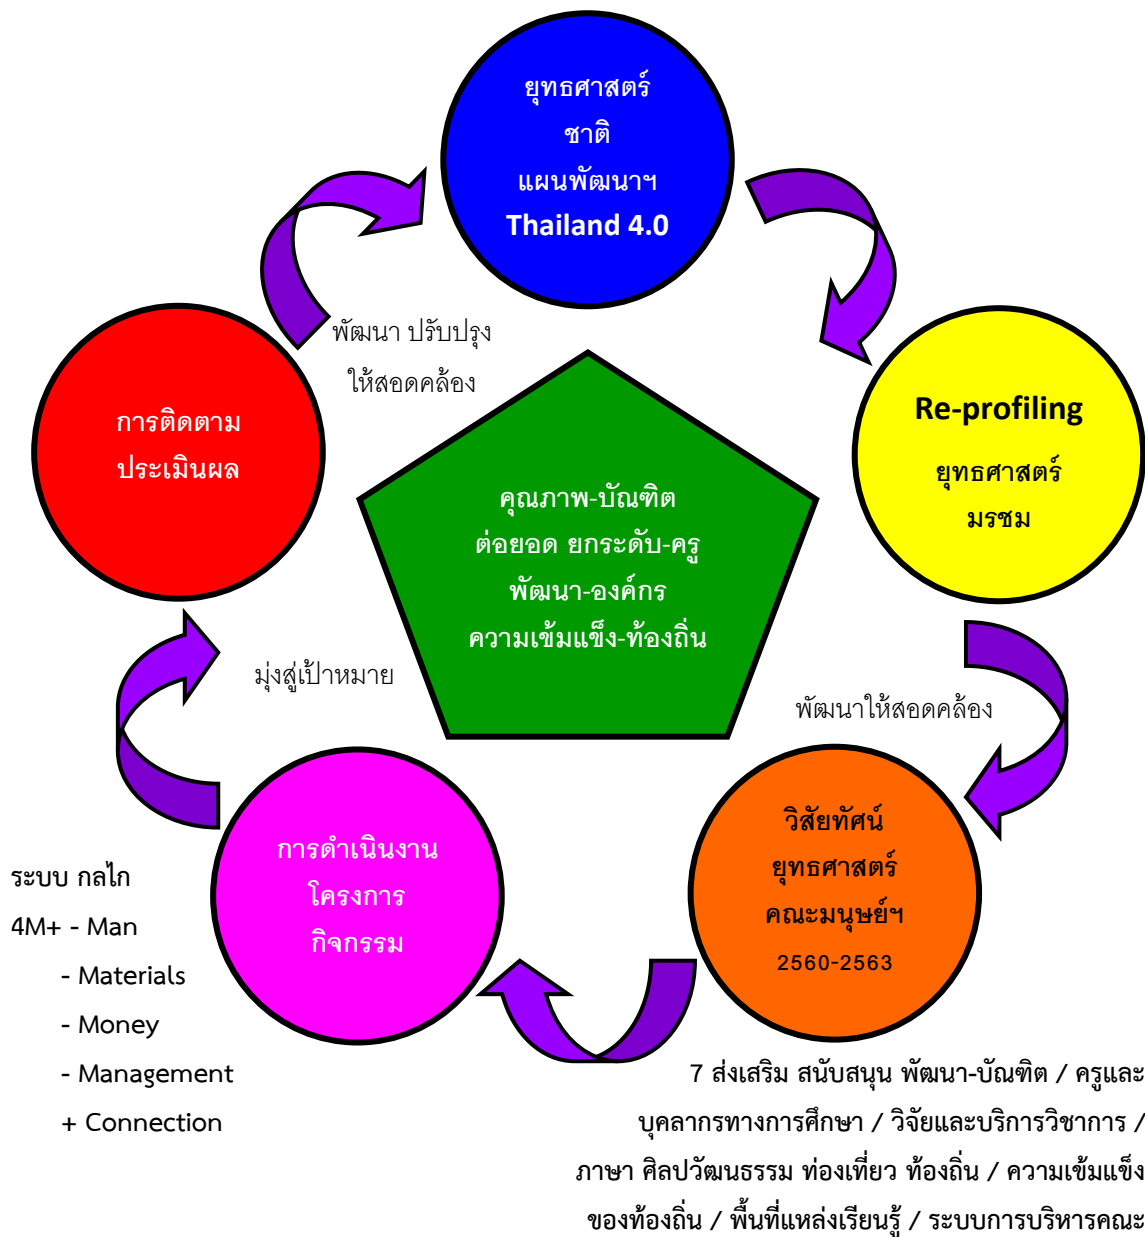 ยุทธศาสตร์
ชาติ
แผนพัฒนาฯ
Thailand 4.0
พัฒนา ปรับปรุง
ให้สอดคล้อง
การติดตาม
ประเมินผล
Re-profiling
ยุทธศาสตร์
มรชม
คุณภาพ-บัณฑิต
ต่อยอด ยกระดับ-ครู
พัฒนา-องค์กร
ความเข้มแข็ง-ท้องถิ่น
มุ่งสู่เป้าหมาย
พัฒนาให้สอดคล้อง
การดำเนินงาน
โครงการ
กิจกรรม
วิสัยทัศน์
ยุทธศาสตร์
คณะมนุษย์ฯ
2560-2563
ระบบ กลไก
4M+ - Man
- Materials
- Money
- Management
+ Connection
7 ส่งเสริม สนับสนุน พัฒนา-บัณฑิต / ครูและ
บุคลากรทางการศึกษา / วิจัยและบริการวิชาการ /
ภาษา ศิลปวัฒนธรรม ท่องเที่ยว ท้องถิ่น / ความเข้มแข็ง
ของท้องถิ่น / พื้นที่แหล่งเรียนรู้ / ระบบการบริหารคณะ